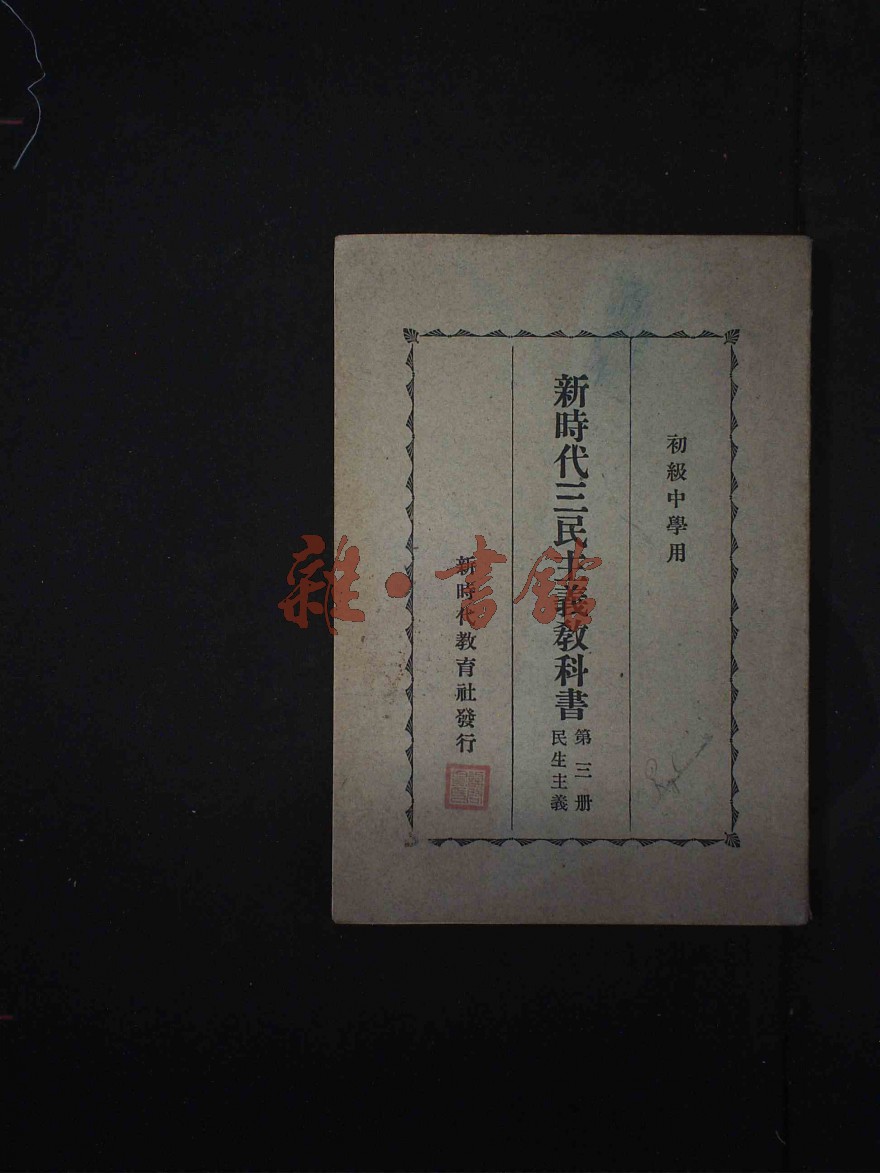 初級中學用
新時代三民主義教科書
第三册
民生主義
新時代教育社發行
雜·書館